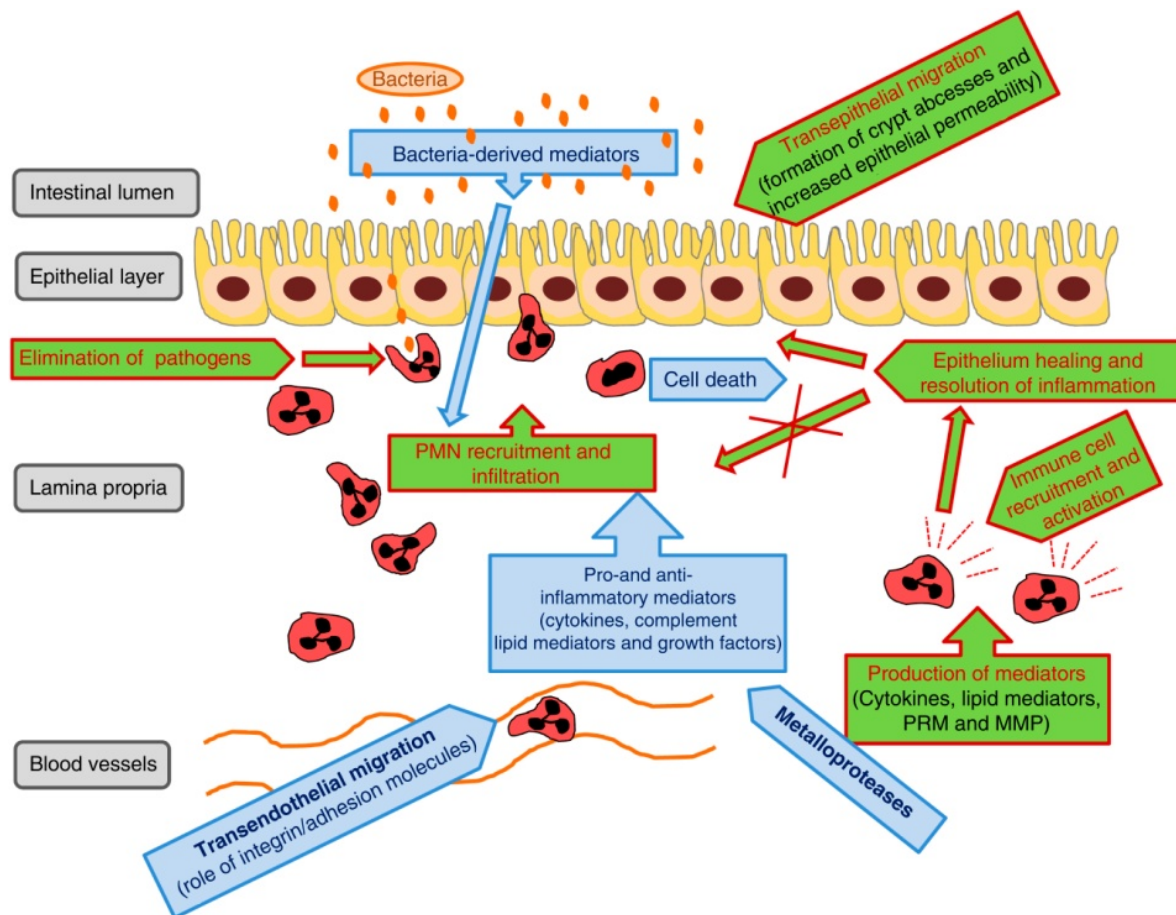 Bacteria
Bacteria-derived mediators
Transepithelial migration
(formation of crypt abcesses and
increased epithelial permeability)
Intestinal lumen
Epithelial layer
Elimination of pathogens
Cell death
Epithelium healing and
resolution of inflammation
PMN recruitment and
infiltration
Immune cell
recruitment and
activation
Lamina propria
Pro-and anti-
inflammatory mediators
(cytokines, complement
lipid mediators and growth factors)
Production of mediators
(Cytokines, lipid mediators,
PRM and MMP)
Blood vessels
Transendothelial migration
(role of integrin/adhesion molecules)
Metalloproteases